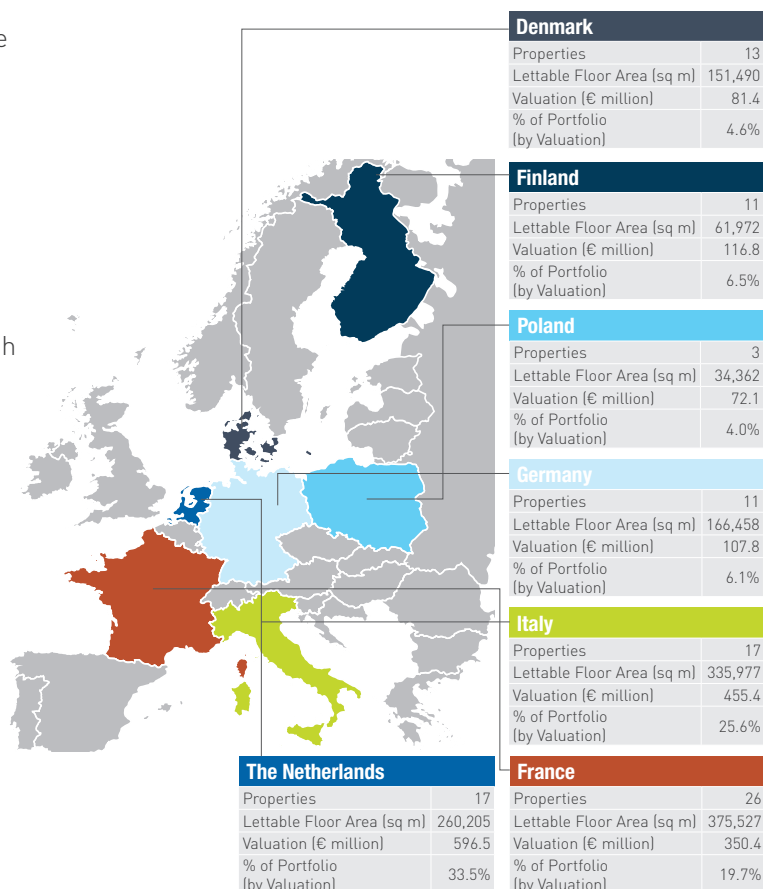 e
h
Denmark
Properties 13
Lettable Floor Area (sq m) 151,490
Valuation (€ million) 81.4
% of Portfolio
(by Valuation) 4.6%
Finland
Properties 11
Lettable Floor Area (sq m) 61,972
Valuation (€ million) 116.8
% of Portfolio
(by Valuation) 6.5%
Poland
Properties 3
Lettable Floor Area (sq m) 34,362
Valuation (€ million) 72.1
% of Portfolio
(by Valuation) 4.0%
Germany
Properties 11
Lettable Floor Area (sq m) 166,458
Valuation (€ million) 107.8
% of Portfolio
(by Valuation) 6.1%
Italy
Properties 17
Lettable Floor Area (sq m) 335,977
Valuation (€ million) 455.4
% of Portfolio
(by Valuation) 25.6%
The Netherlands
Properties 17
Lettable Floor Area (sq m) 260,205
Valuation (€ million) 596.5
% of Portfolio
(by Valuation) 33.5%
France
Properties 26
Lettable Floor Area (sq m) 375,527
Valuation (€ million) 350.4
% of Portfolio
(by Valuation) 19.7%